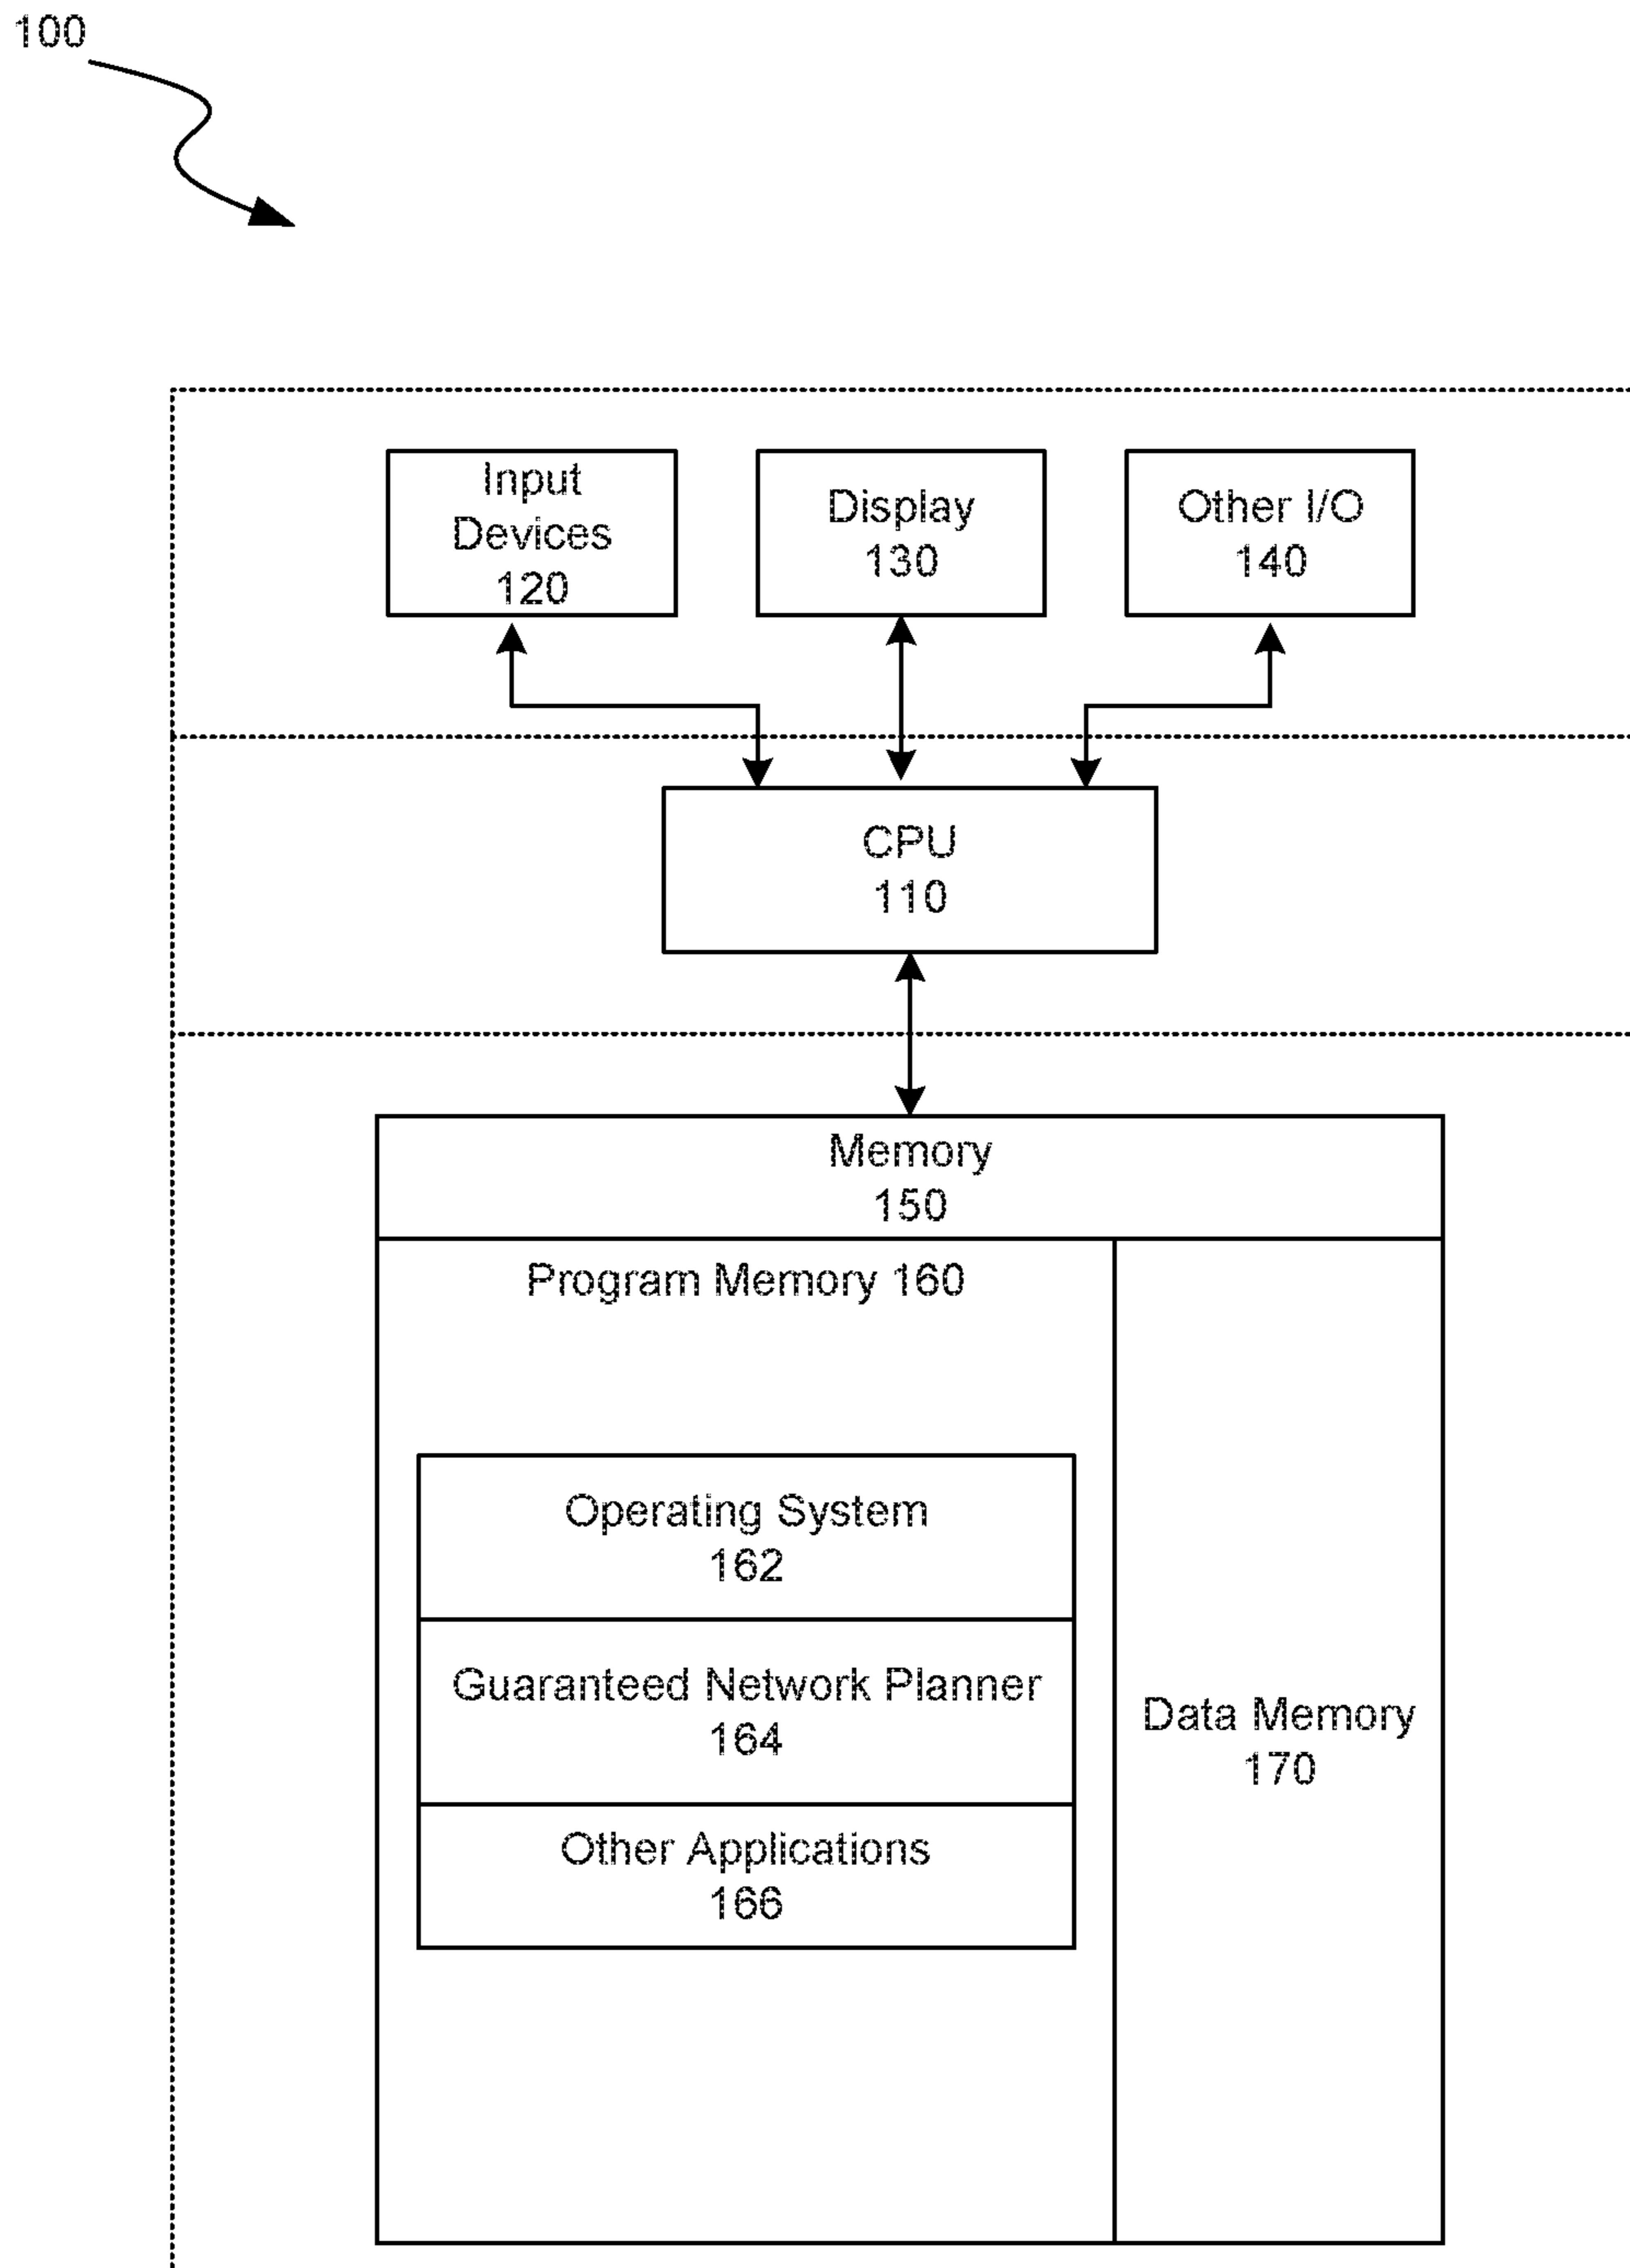 100
Input
Devices
120
Display
130
Other I/O
140
CPU
110
Memory
150
Program Memory 160
Operating System
162
Guaranteed Network Planner
164
Other Applications
166
Data Memory
170